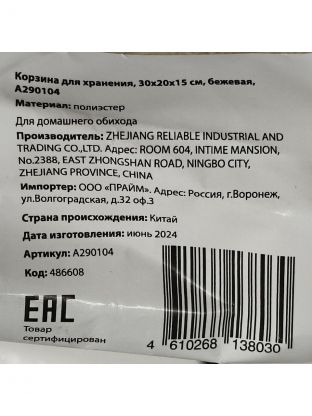 Корзина для хранения, 30x20x15 см, бежевая,
A290104
Материал: полиэстер
Для домашнего обихода
Производитель: ZHEJIANG RELIABLE INDUSTRIAL AND
TRADING CO.,LTD. Адрес: ROOM 604, INTIME MANSION,
No.2388, EAST ZHONGSHAN ROAD, NINGBO CITY,
ZHEJIANG PROVINCE, CHINA
Импортер: ООО «ПРАЙМ». Адрес: Россия, г.Воронеж,
ул.Волгоградская, д.32 оф.3
Страна происхождения: Китай
Дата изготовления: июнь 2024
Артикул: A290104
Код: 486608
EAC
Товар
сертифицирован
4 610268 138030